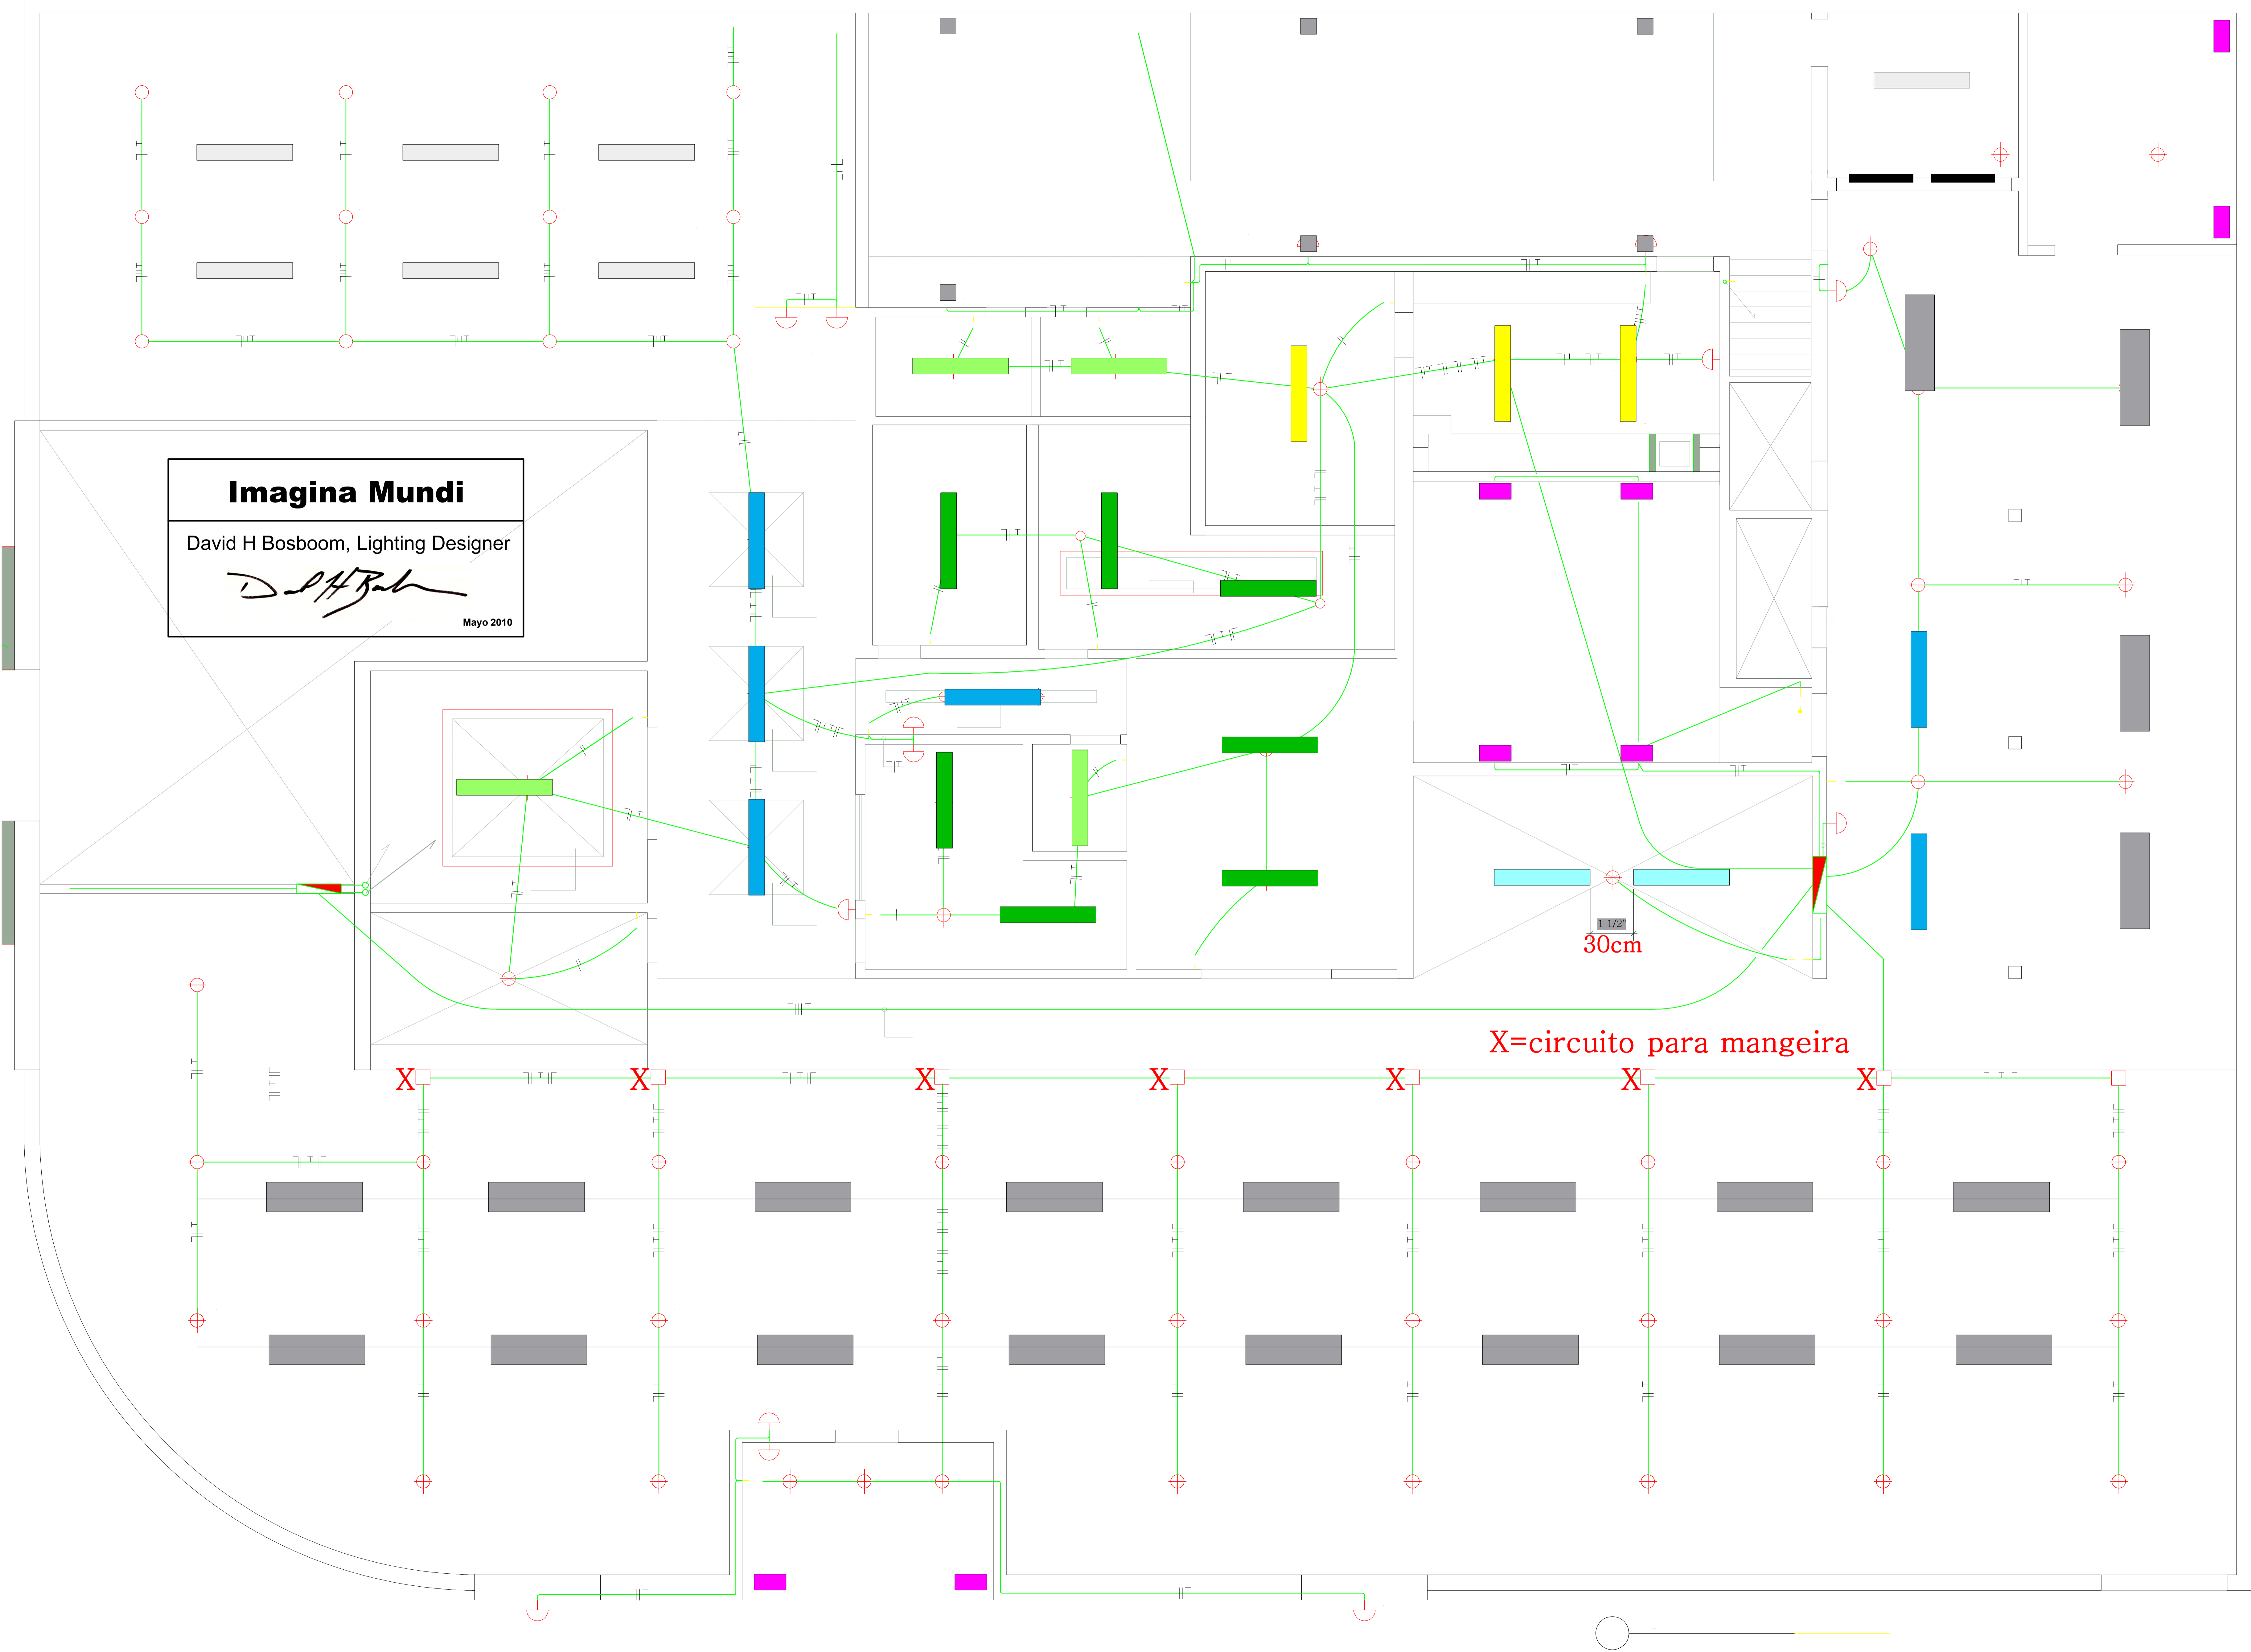 Imagina Mundi
David H Bosboom, Lighting Designer
Mayo 2010
1 1/2"
30cm
X=circuito para mangeira
X X X X X X X